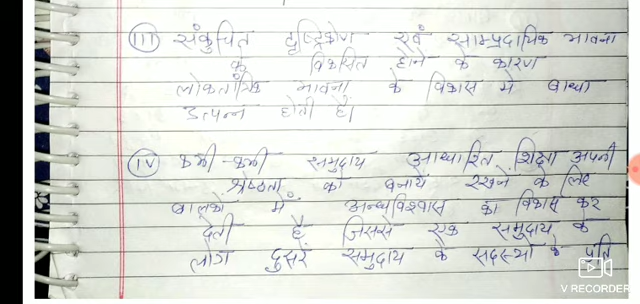 (III) संकुचित दृष्टिकोण एवं साम्प्रदायिक भावना
के विकसित होने के कारण
लोकतांत्रिक भावना के विकास में बाधा
उत्पन्न होती है।
(IV) कभी-कभी समुदाय आधारित शिक्षा अपनी
श्रेष्ठता को बनाये रखने के लिए
बालकों में अन्धविश्वास का विकास कर
देती है जिससे एक समुदाय के
लोग दुसरे समुदाय के सदस्यों के प्रति
V RECORDER